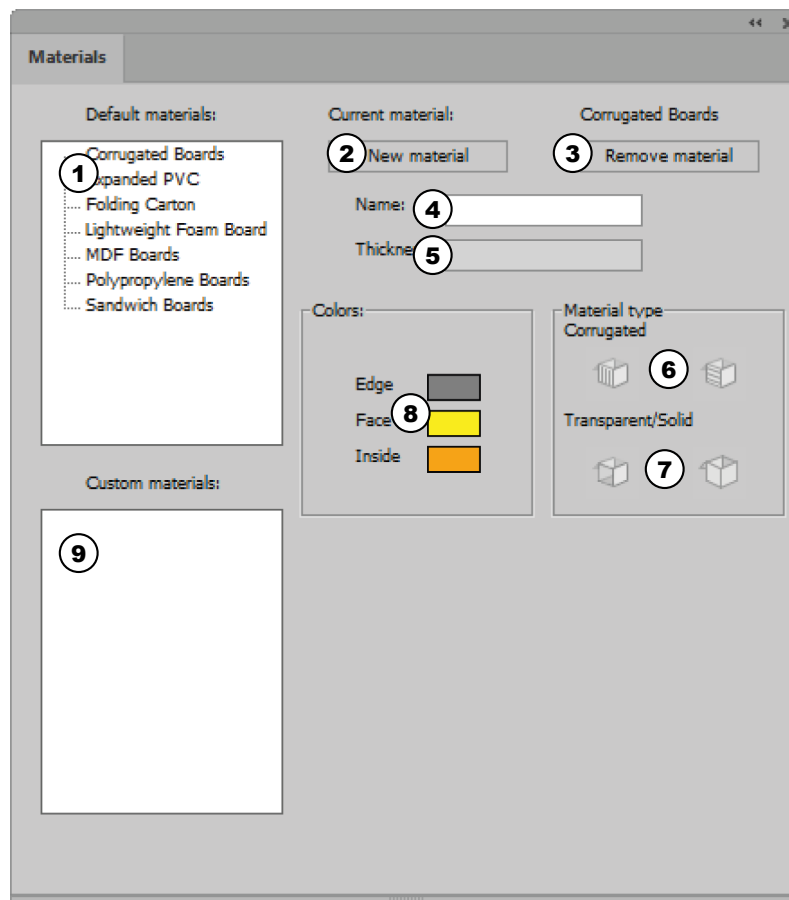 Materials
Default materials:
Current material:
Corrugated Boards
Corrugated Boards
1
Expanded PVC
Folding Carton
Lightweight Foam Board
MDF Boards
Polypropylene Boards
Sandwich Boards
2 New material
3 Remove material
Name: 4
Thickne 5
Colors:
Edge
Face 8
Inside
Material type
Corrugated
6
Transparent/Solid
7
Custom materials:
9